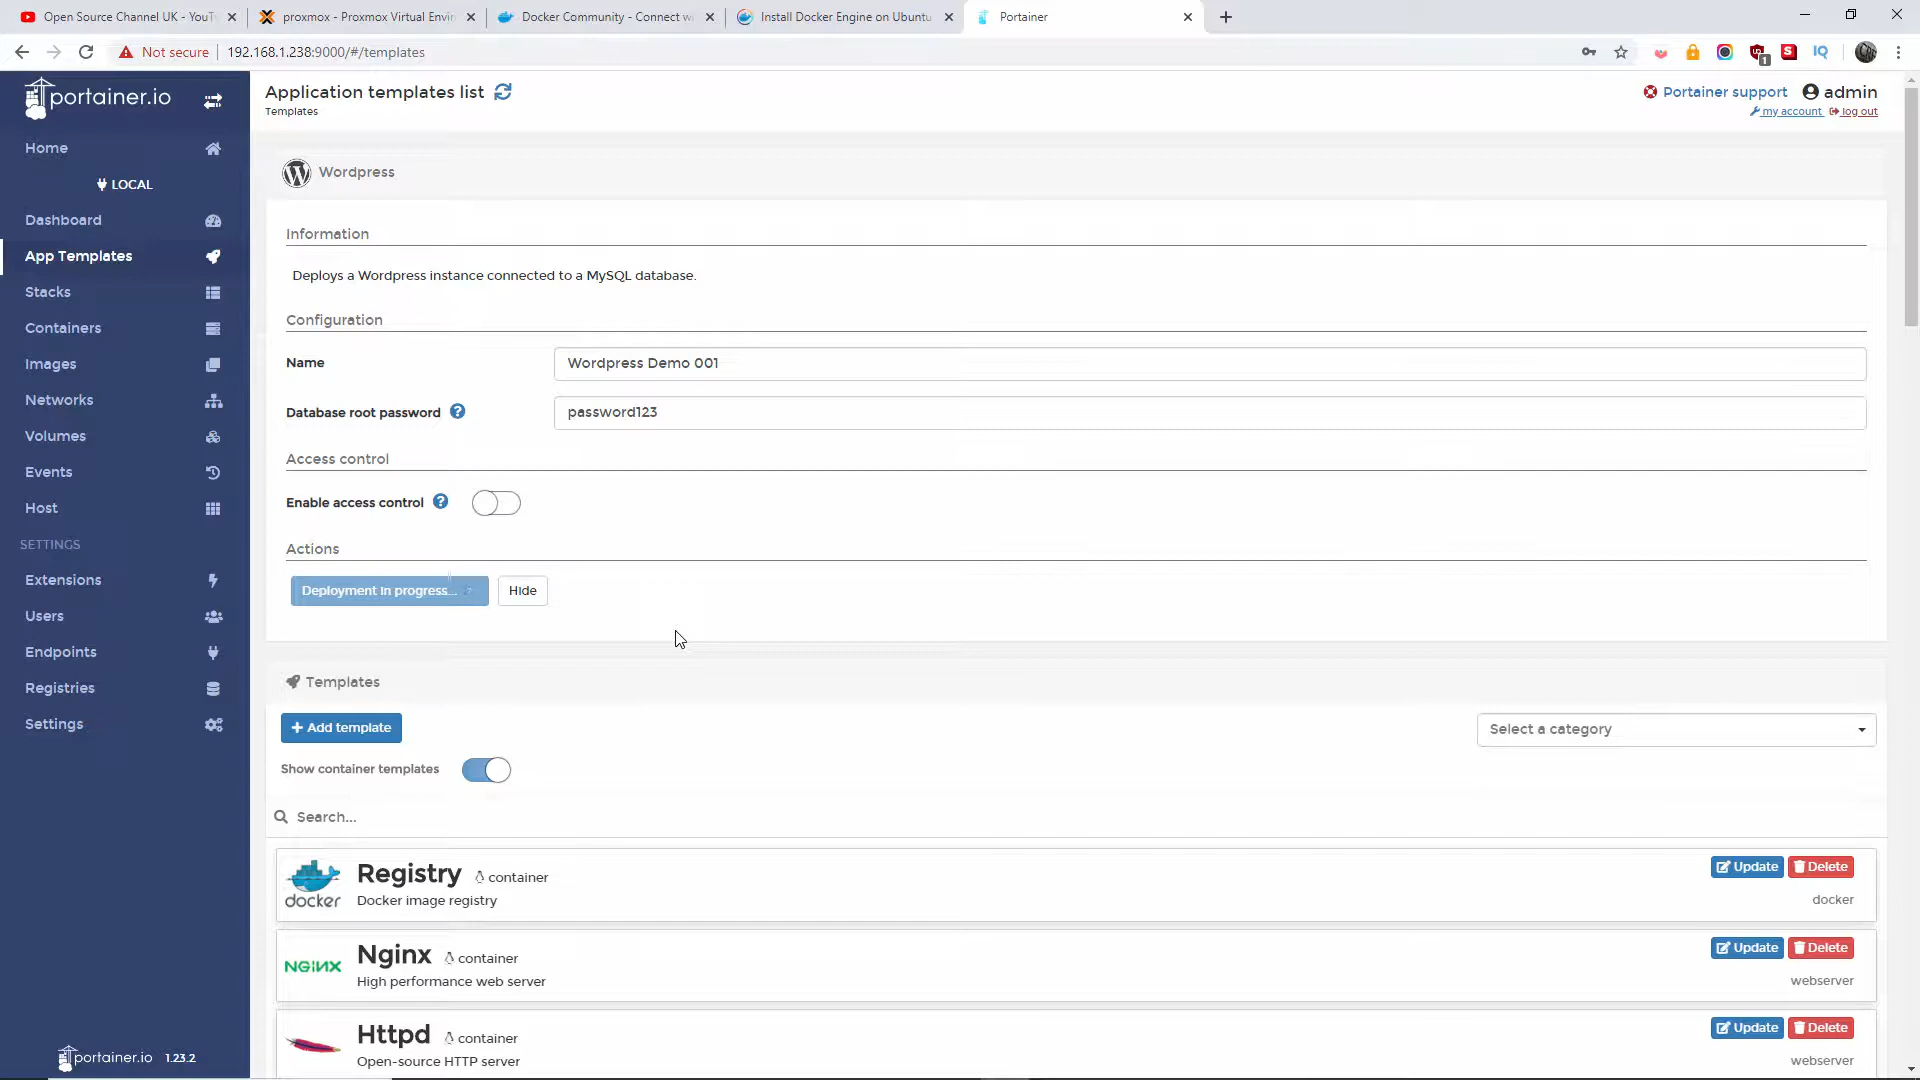 Open Source Channel UK - YouT
proxmox - Proxmox Virtual Envir
Docker Community - Connect wi
Install Docker Engine on Ubuntu
Portainer
Not secure
192.168.1.238:9000/#/templates
1
S
IQ
portainer.io
Home
LOCAL
Dashboard
App Templates
Stacks
Containers
Images
Networks
Volumes
Events
Host
SETTINGS
Extensions
Users
Endpoints
Registries
Settings
portainer.io 1.23.2
Application templates list
Templates
Portainer support
admin
my account
log out
Wordpress
Information
Deploys a Wordpress instance connected to a MySQL database.
Configuration
Name
Wordpress Demo 001
Database root password
password123
Access control
Enable access control
Actions
Deployment in progress...
Hide
Templates
+ Add template
Select a category
Show container templates
Search...
docker
Registry container
Docker image registry
Update
Delete
docker
NGINX
Nginx container
High performance web server
Update
Delete
webserver
Httpd container
Open-source HTTP server
Update
Delete
webserver